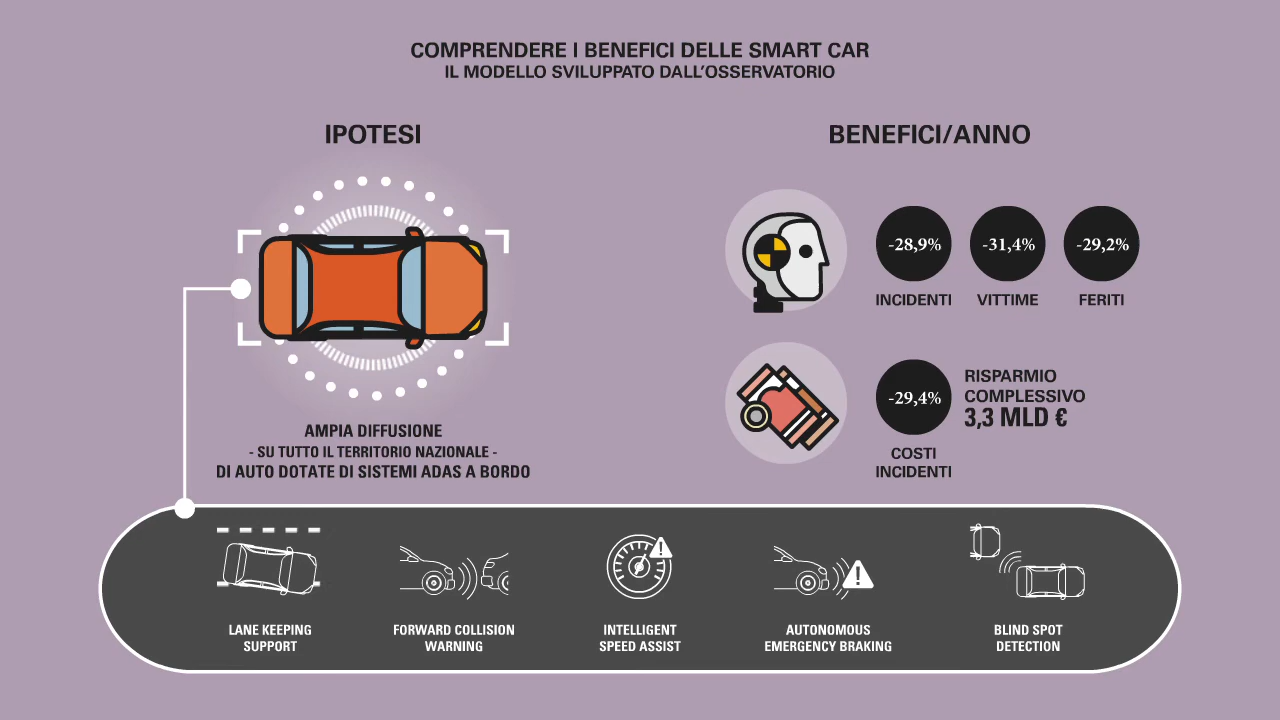 COMPRENDERE I BENEFICI DELLE SMART CAR
IL MODELLO SVILUPPATO DALL'OSSERVATORIO
IPOTESI
AMPIA DIFFUSIONE
- SU TUTTO IL TERRITORIO NAZIONALE -
DI AUTO DOTATE DI SISTEMI ADAS A BORDO
BENEFICI/ANNO
-28,9%
INCIDENTI
-31,4%
VITTIME
-29,2%
FERITI
-29,4%
COSTI
INCIDENTI
RISPARMIO
COMPLESSIVO
3,3 MLD €
LANE KEEPING
SUPPORT
FORWARD COLLISION
WARNING
INTELLIGENT
SPEED ASSIST
AUTONOMOUS
EMERGENCY BRAKING
BLIND SPOT
DETECTION